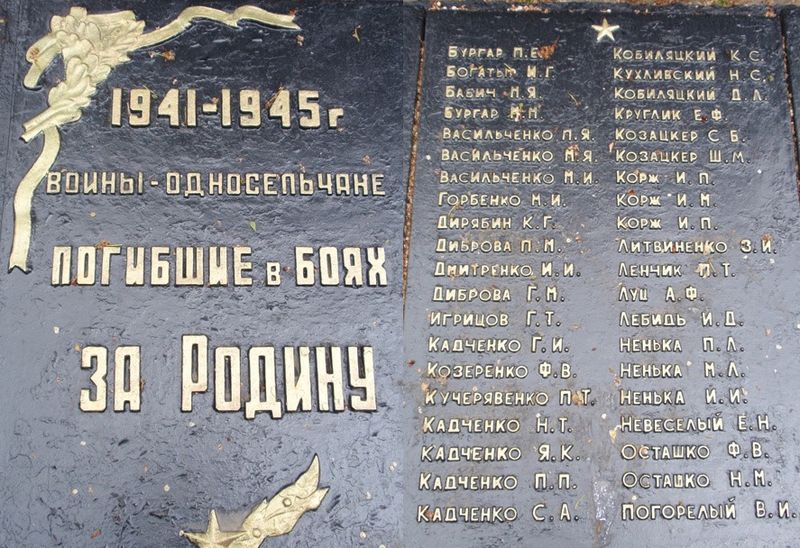 1941-1945г
ВОИНЫ-ОДНОСЕЛЬЧАНЕ
ПОГИБШИЕ в БОЯХ
ЗА РОДИНУ
БУРГАР П.Е.
БОГАТЫР И.Г.
БАБИЧ М.Я.
БУРГАР М.М.
ВАСИЛЬЧЕНКО П.Я.
ВАСИЛЬЧЕНКО М.Я.
ВАСИЛЬЧЕНКО М.И.
ГОРБЕНКО М.И.
ДИРЯБИН К.Г.
ДИБРОВА П.М.
ДМИТРЕНКО И.И.
ДИБРОВА Г.М.
ИГРИЦОВ Г.Т.
КАДЧЕНКО Г.И.
КОЗЕРЕНКО Ф.В.
КУЧЕРЯВЕНКО П.Т.
КАДЧЕНКО Н.Т.
КАДЧЕНКО Я.К.
КАДЧЕНКО П.П.
КАДЧЕНКО С.А.
КОБИЛЯЦКИЙ К.С.
КУХЛИВСКИЙ Н.С.
КОБИЛЯЦКИЙ Д.Л.
КРУГЛИК Е.Ф.
КОЗАЦКЕР С.Б.
КОЗАЦКЕР Ш.М.
КОРЖ И.П.
КОРЖ И.М.
КОРЖ И.П.
ЛИТВИНЕНКО З.И.
ЛЕНЧИК П.Т.
ЛУЦ А.Ф.
ЛЕБИДЬ И.Д.
НЕНЬКА П.Л.
НЕНЬКА М.Л.
НЕНЬКА И.И.
НЕВЕСЕЛЫЙ Е.Н.
ОСТАШКО Ф.В.
ОСТАШКО Н.М.
ПОГОРЕЛЫЙ В.И.